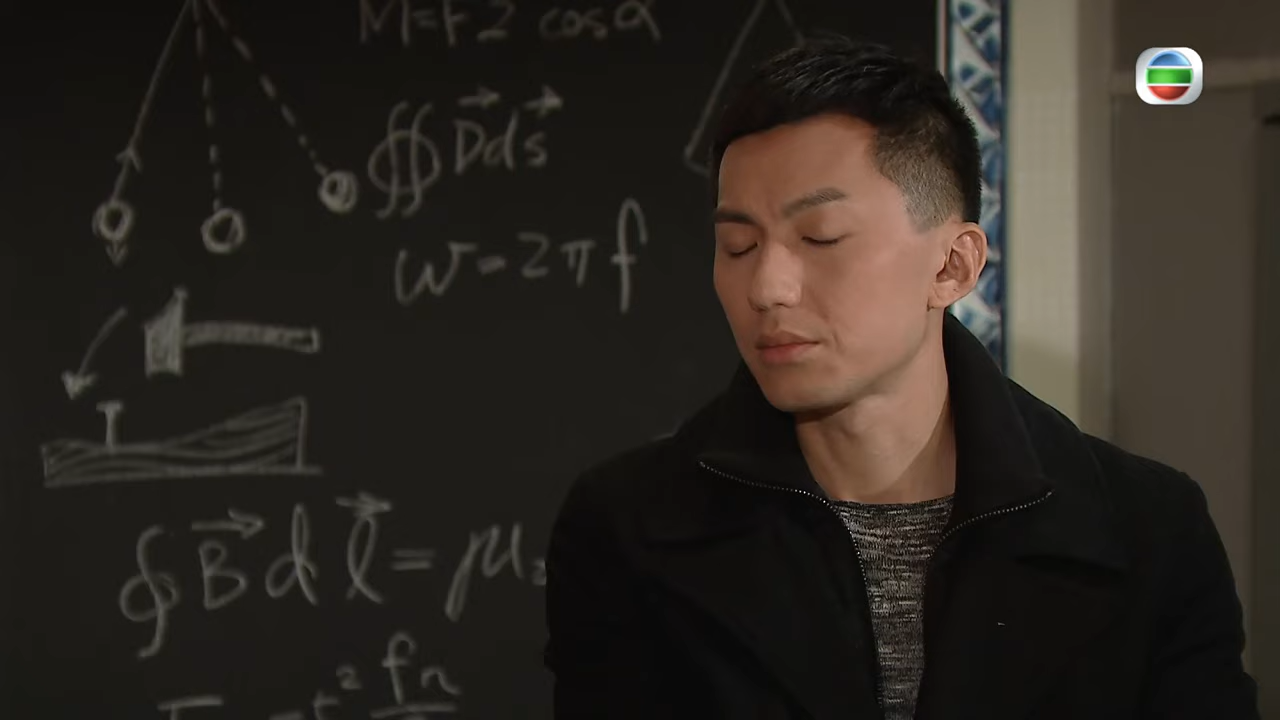 M=F2 cosα
∯ D⃗ds⃗
w=2πf
∮B⃗dl⃗=μ